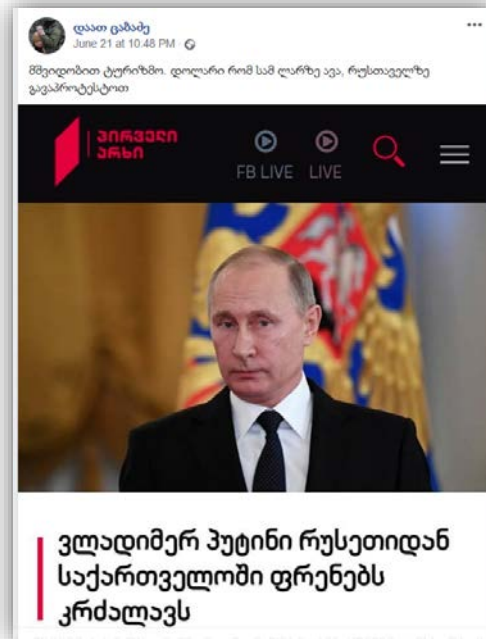 დაათ ცაბაძე
June 21 at 10:48 PM
მშვიდობით ტურიზმო. დოლარი რომ სამ ლარზე ავა, რუსთაველზე
გავაპროტესტოთ
პირველი
არხი
FB LIVE LIVE
ვლადიმერ პუტინი რუსეთიდან
საქართველოში ფრენებს
კრძალავს